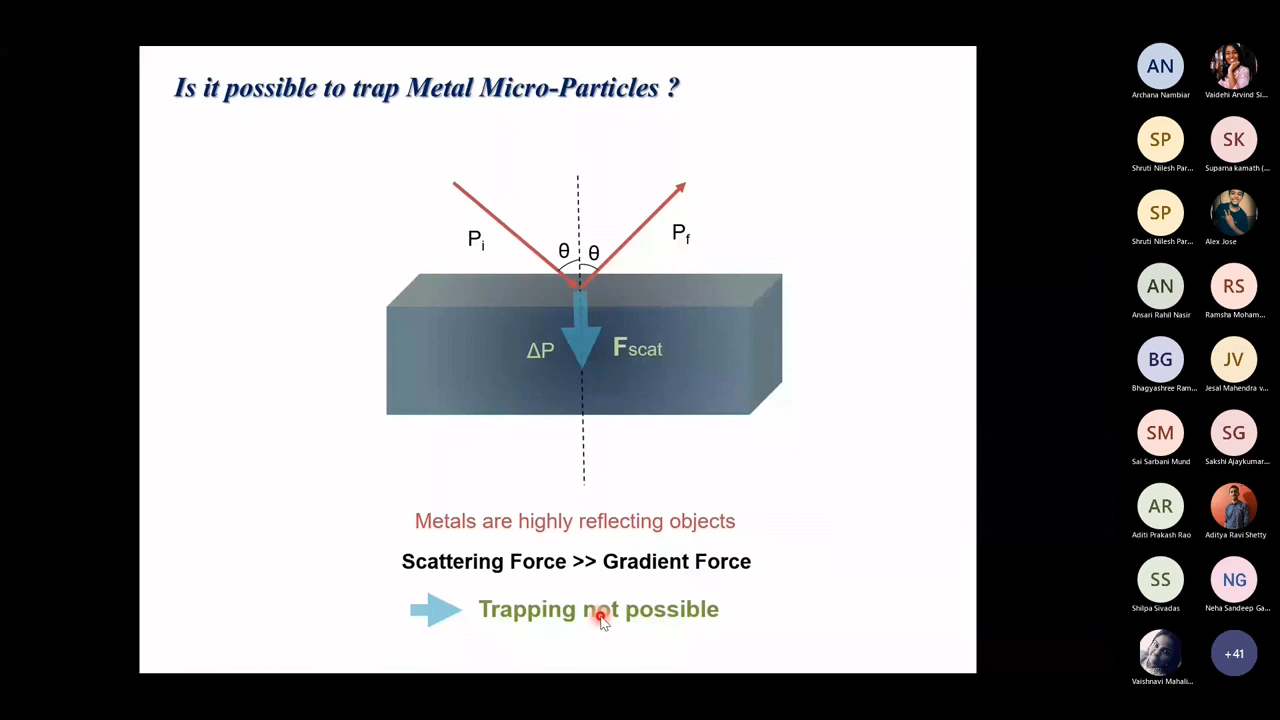 Is it possible to trap Metal Micro-Particles ?
Pi
θ
θ
Pf
ΔP
Fscat
Metals are highly reflecting objects
Scattering Force >> Gradient Force
Trapping not possible
AN
Archana Nambiar
Vaidehi Arvind Si...
SP
Shruti Nilesh Par...
SK
Suparna kamath (...
SP
Shruti Nilesh Par...
Alex Jose
AN
Ansari Rahil Nasir
RS
Ramsha Moham...
BG
Bhagyashree Ram...
JV
Jesal Mahendra v...
SM
Sai Sarbani Mund
SG
Sakshi Ajaykumar...
AR
Aditi Prakash Rao
Aditya Ravi Shetty
SS
Shilpa Sivadas
NG
Neha Sandeep Ga...
Vaishnavi Mahali...
+41